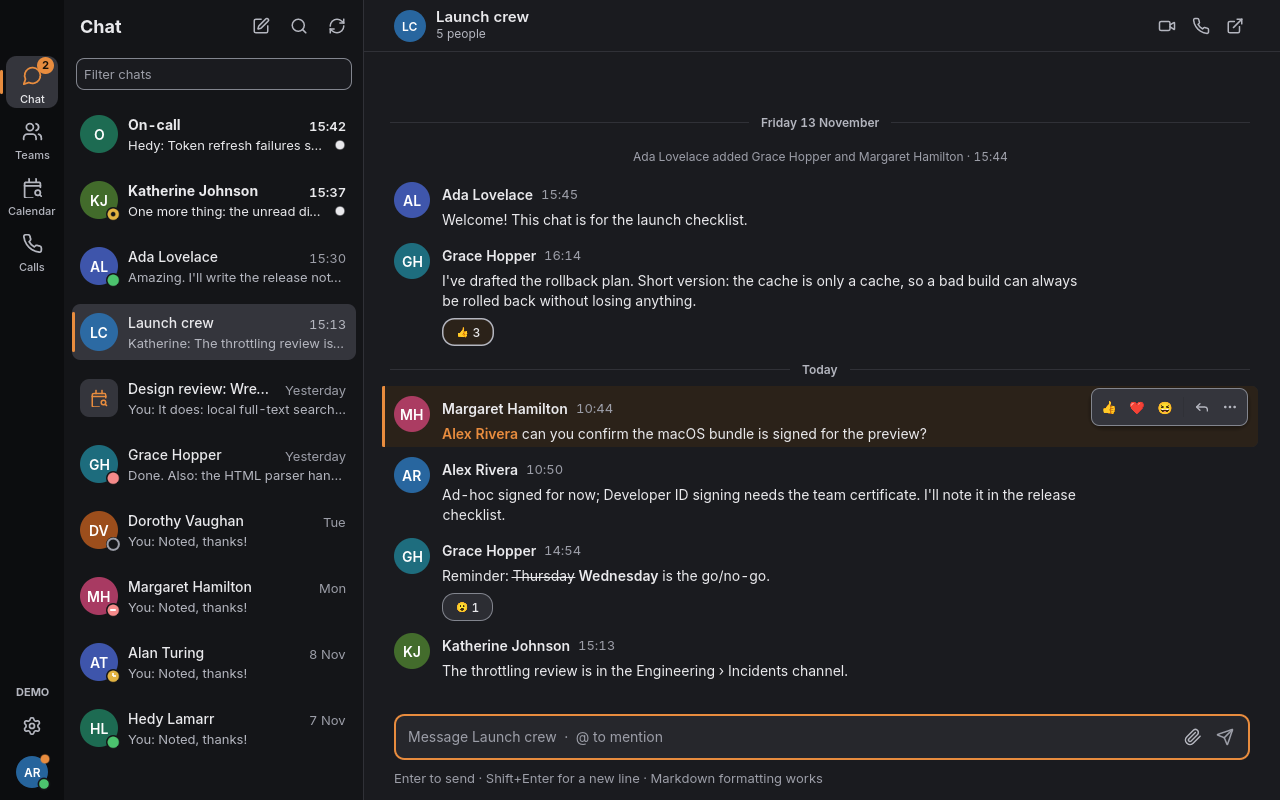 2
Chat
Teams
Calendar
Calls
DEMO
AR
Chat
Filter chats
O
On-call
15:42
Hedy: Token refresh failures s...
KJ
Katherine Johnson
15:37
One more thing: the unread di...
AL
Ada Lovelace
15:30
Amazing. I'll write the release not...
LC
Launch crew
15:13
Katherine: The throttling review is...
Design review: Wre...
Yesterday
You: It does: local full-text search...
GH
Grace Hopper
Yesterday
Done. Also: the HTML parser han...
DV
Dorothy Vaughan
Tue
You: Noted, thanks!
MH
Margaret Hamilton
Mon
You: Noted, thanks!
AT
Alan Turing
8 Nov
You: Noted, thanks!
HL
Hedy Lamarr
7 Nov
You: Noted, thanks!
LC
Launch crew
5 people
Friday 13 November
Ada Lovelace added Grace Hopper and Margaret Hamilton · 15:44
AL
Ada Lovelace 15:45
Welcome! This chat is for the launch checklist.
GH
Grace Hopper 16:14
I've drafted the rollback plan. Short version: the cache is only a cache, so a bad build can always
be rolled back without losing anything.
👍 3
Today
MH
Margaret Hamilton 10:44
Alex Rivera can you confirm the macOS bundle is signed for the preview?
AR
Alex Rivera 10:50
Ad-hoc signed for now; Developer ID signing needs the team certificate. I'll note it in the release
checklist.
GH
Grace Hopper 14:54
Reminder: Thursday Wednesday is the go/no-go.
😮 1
KJ
Katherine Johnson 15:13
The throttling review is in the Engineering › Incidents channel.
Message Launch crew · @ to mention
Enter to send · Shift+Enter for a new line · Markdown formatting works